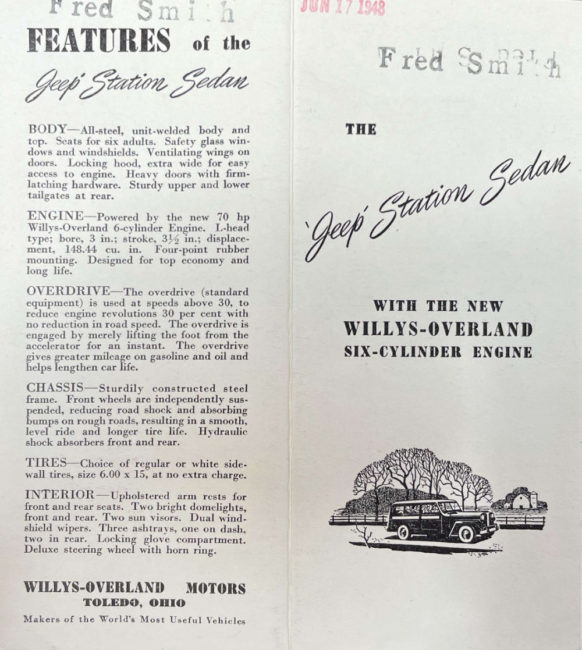 Fred Smith
FEATURES of the
'Jeep' Station Sedan
BODY—All-steel, unit-welded body and
top. Seats for six adults. Safety glass win-
dows and windshields. Ventilating wings on
doors. Locking hood, extra wide for easy
access to engine. Heavy doors with firm-
latching hardware. Sturdy upper and lower
tailgates at rear.
ENGINE—Powered by the new 70 hp
Willys-Overland 6-cylinder Engine. L-head
type; bore, 3 in.; stroke, 3½ in.; displace-
ment, 148.44 cu. in. Four-point rubber
mounting. Designed for top economy and
long life.
OVERDRIVE—The overdrive (standard
equipment) is used at speeds above 30, to
reduce engine revolutions 30 per cent with
no reduction in road speed. The overdrive is
engaged by merely lifting the foot from the
accelerator for an instant. The overdrive
gives greater mileage on gasoline and oil and
helps lengthen car life.
CHASSIS—Sturdily constructed steel
frame. Front wheels are independently sus-
pended, reducing road shock and absorbing
bumps on rough roads, resulting in a smooth,
level ride and longer tire life. Hydraulic
shock absorbers front and rear.
TIRES—Choice of regular or white side-
wall tires, size 6.00 x 15, at no extra charge.
INTERIOR—Upholstered arm rests for
front and rear seats. Two bright domelights,
front and rear. Two sun visors. Dual wind-
shield wipers. Three ashtrays, one on dash,
two in rear. Locking glove compartment.
Deluxe steering wheel with horn ring.
WILLYS-OVERLAND MOTORS
TOLEDO, OHIO
Makers of the World's Most Useful Vehicles
JUN 17 1948
Fred Smith
THE
'Jeep' Station Sedan
WITH THE NEW
WILLYS-OVERLAND
SIX-CYLINDER ENGINE